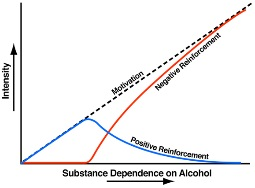 Intensity
Motivation
Negative Reinforcement
Positive Reinforcement
Substance Dependence on Alcohol